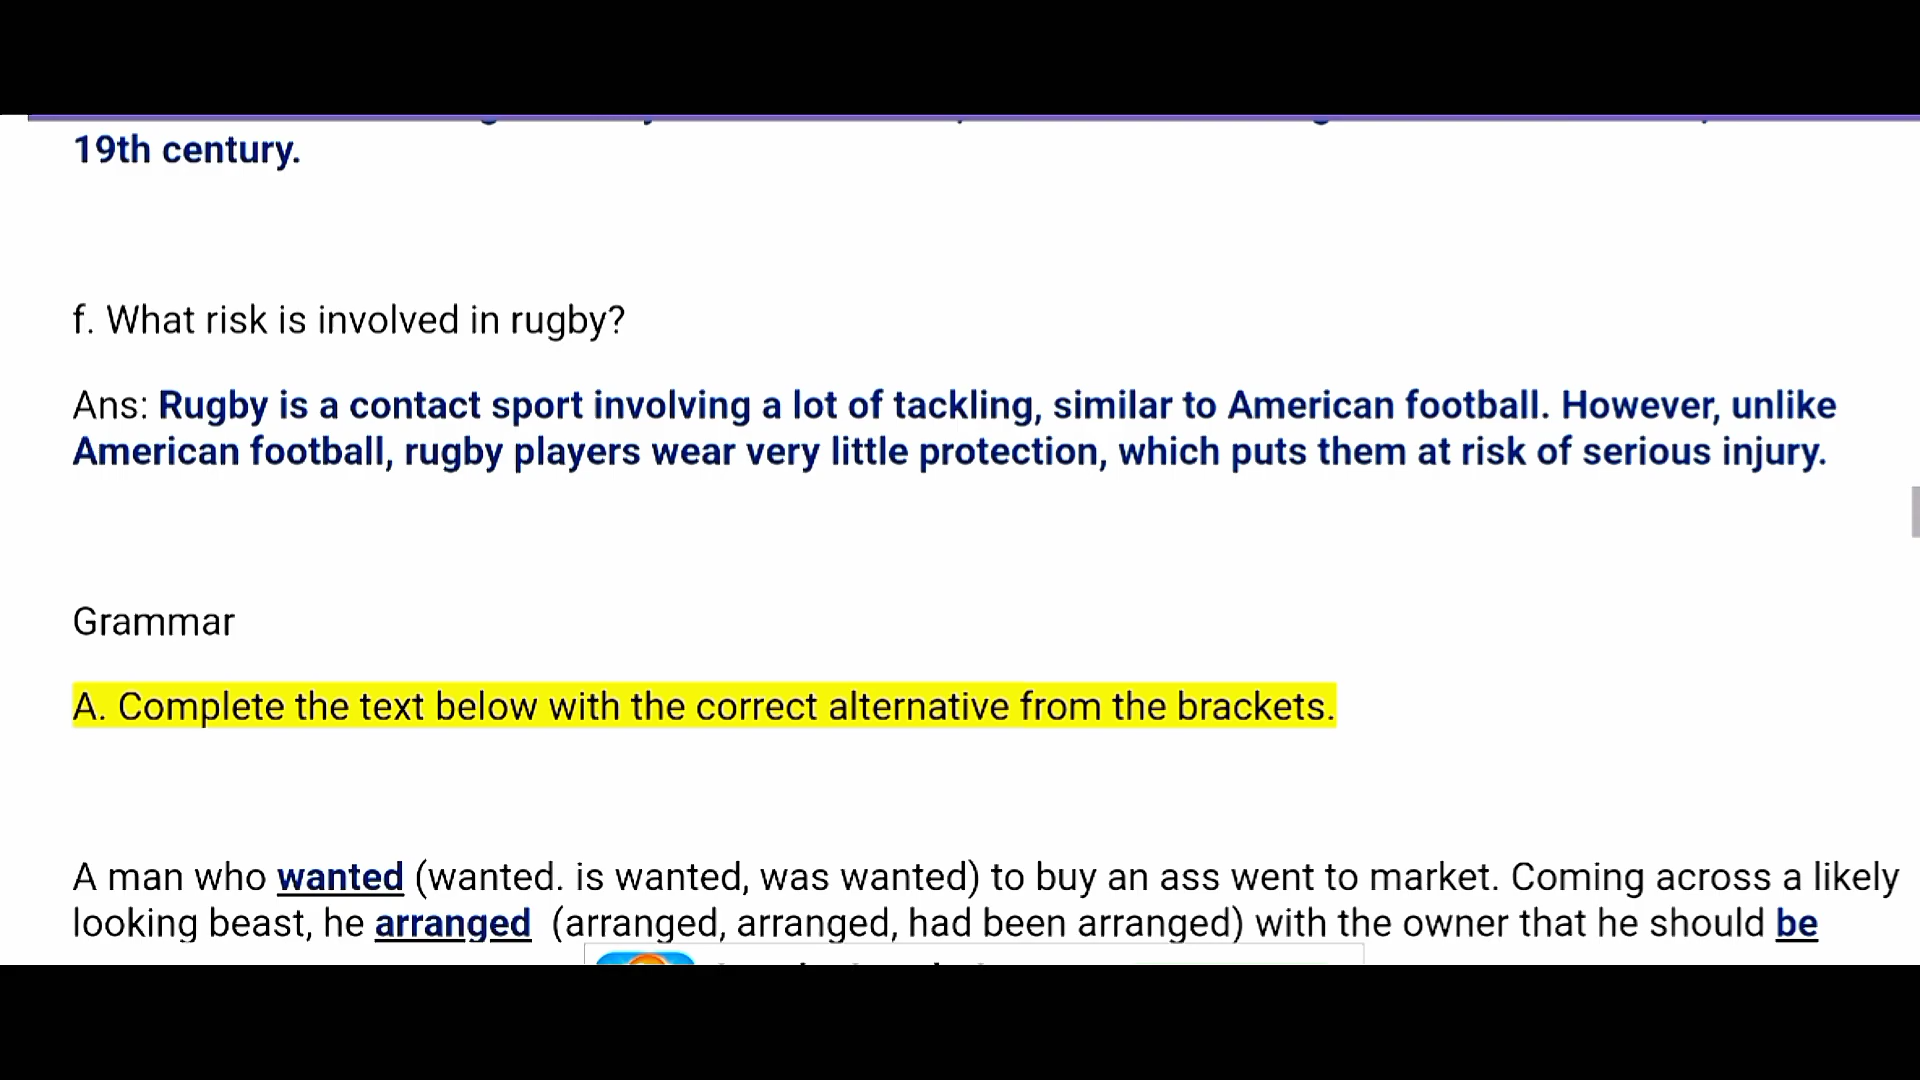 19th century.
f. What risk is involved in rugby?
Ans: Rugby is a contact sport involving a lot of tackling, similar to American football. However, unlike
American football, rugby players wear very little protection, which puts them at risk of serious injury.
Grammar
A. Complete the text below with the correct alternative from the brackets.
A man who wanted (wanted. is wanted, was wanted) to buy an ass went to market. Coming across a likely
looking beast, he arranged (arranged, arranged, had been arranged) with the owner that he should be